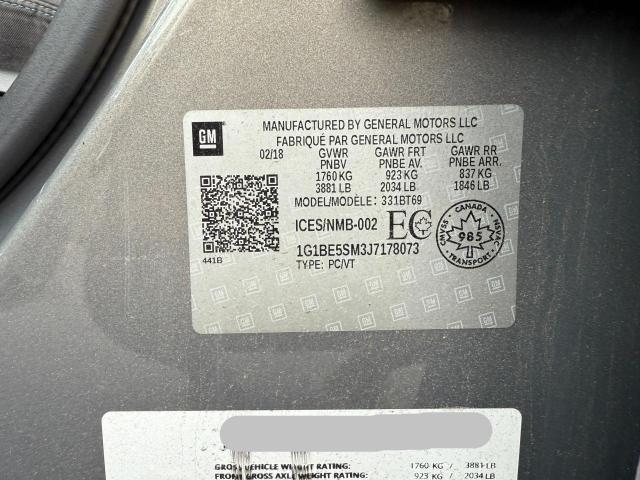 GM
MANUFACTURED BY GENERAL MOTORS LLC
FABRIQUÉ PAR GENERAL MOTORS LLC
02/18 GVWR GAWR FRT GAWR RR
PNBV PNBE AV. PNBE ARR.
1760 KG 923 KG 837 KG
3881 LB 2034 LB 1846 LB
MODEL/MODÈLE: 331BT69
ICES/NMB-002 EC
1G1BE5SM3J7178073
TYPE: PC/VT
441B
CANADA
CMVSS 985 NSVAC
TRANSPORT
GROSS VEHICLE WEIGHT RATING: 1760 KG / 3881 LB
FRONT GROSS AXLE WEIGHT RATING: 923 KG / 2034 LB